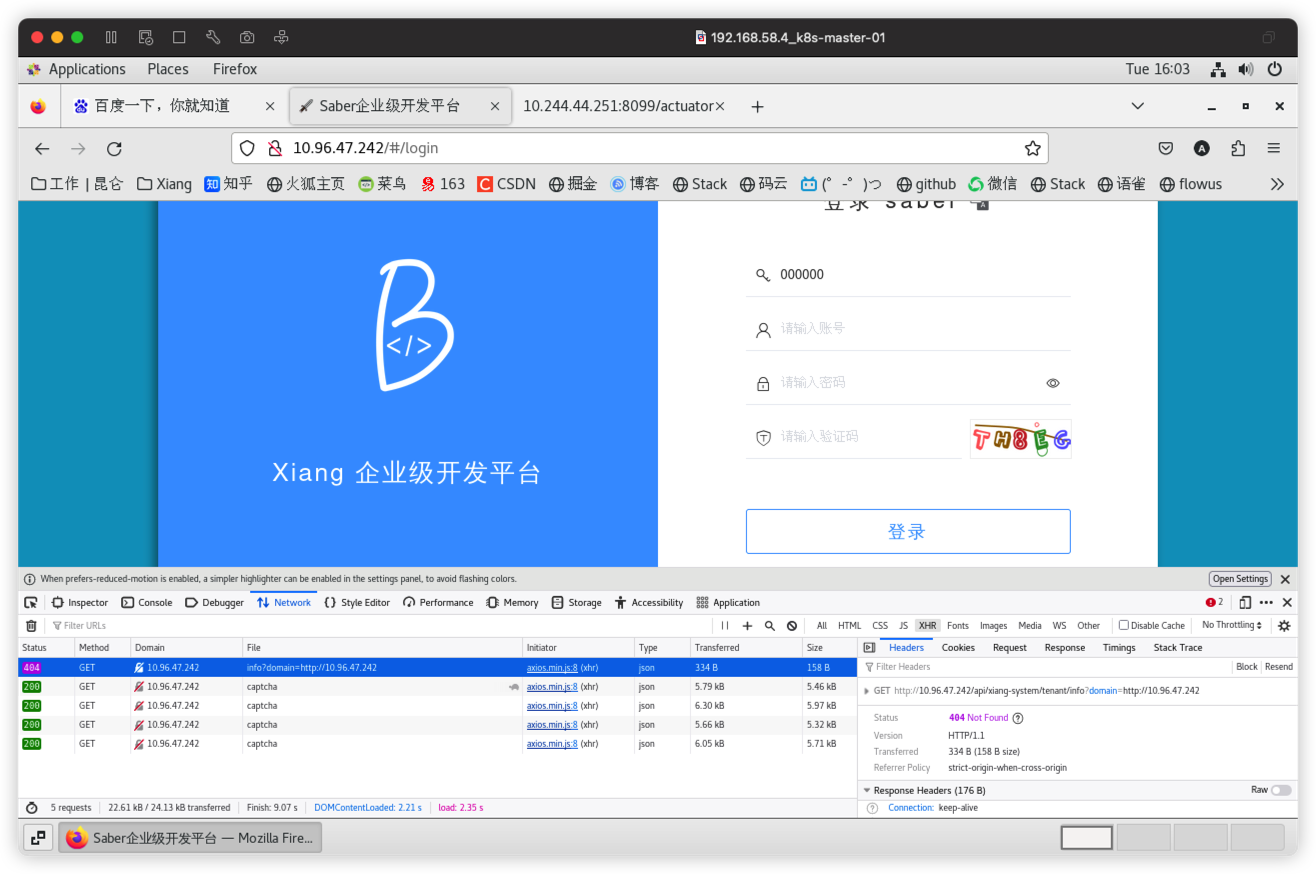 192.168.58.4_k8s-master-01
Applications Places Firefox Tue 16:03
百度一下，你就知道 Saber企业级开发平台 10.244.44.251:8099/actuator
10.96.47.242/#/login
工作 | 昆仑 Xiang 知乎 火狐主页 菜鸟 163 CSDN 掘金 博客 Stack 码云 (゜-゜)つ github 微信 Stack 语雀 flowus
登录 saber
000000
请输入账号
</>
请输入密码
请输入验证码 TH8EG
Xiang 企业级开发平台
登录
When prefers-reduced-motion is enabled, a simpler highlighter can be enabled in the settings panel, to avoid flashing colors. Open Settings
Inspector Console Debugger Network Style Editor Performance Memory Storage Accessibility Application 2
Filter URLs All HTML CSS JS XHR Fonts Images Media WS Other Disable Cache No Throttling
Status Method Domain File Initiator Type Transferred Size
404 GET 10.96.47.242 info?domain=http://10.96.47.242 axios.min.js:8 (xhr) json 334 B 158 B
200 GET 10.96.47.242 captcha axios.min.js:8 (xhr) json 5.79 kB 5.46 kB
200 GET 10.96.47.242 captcha axios.min.js:8 (xhr) json 6.30 kB 5.97 kB
200 GET 10.96.47.242 captcha axios.min.js:8 (xhr) json 5.66 kB 5.32 kB
200 GET 10.96.47.242 captcha axios.min.js:8 (xhr) json 6.05 kB 5.71 kB
5 requests 22.61 kB / 24.13 kB transferred Finish: 9.07 s DOMContentLoaded: 2.21 s load: 2.35 s
Headers Cookies Request Response Timings Stack Trace
Filter Headers Block Resend
GET http://10.96.47.242/api/xiang-system/tenant/info?domain=http://10.96.47.242
Status 404 Not Found
Version HTTP/1.1
Transferred 334 B (158 B size)
Referrer Policy strict-origin-when-cross-origin
Response Headers (176 B) Raw
Connection: keep-alive
Saber企业级开发平台 — Mozilla Fire...